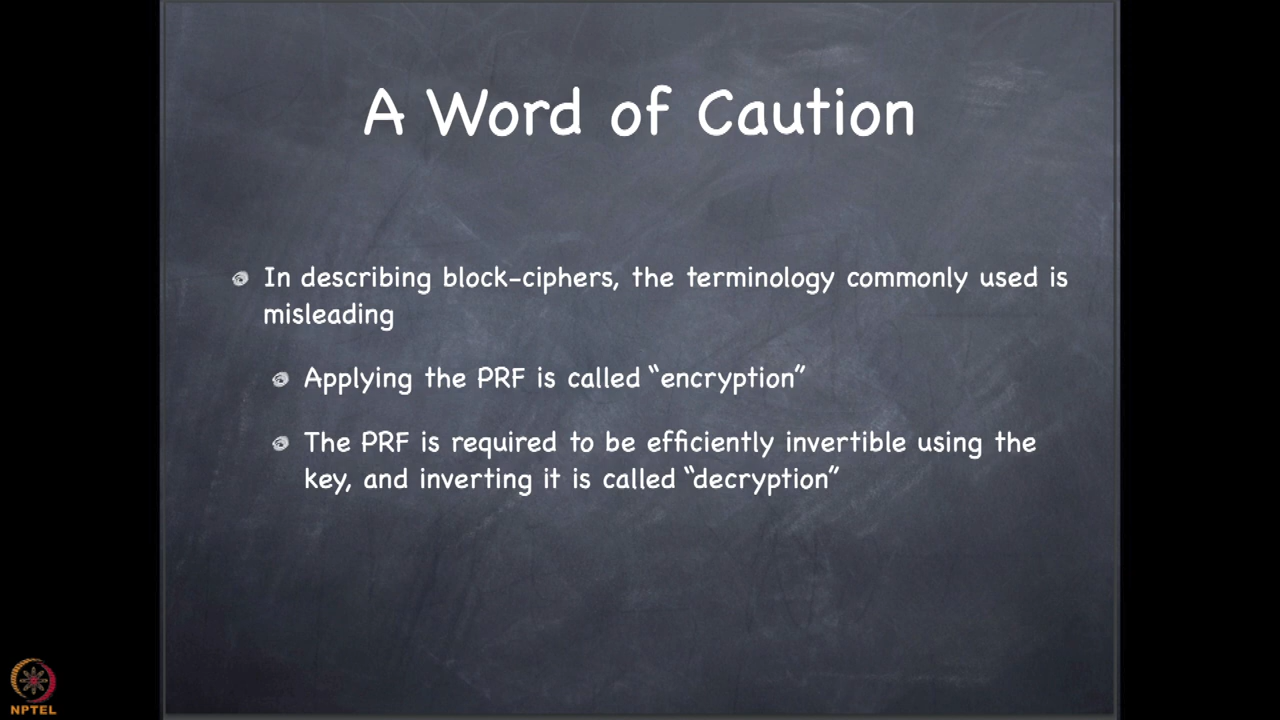 A Word of Caution
In describing block-ciphers, the terminology commonly used is
misleading
Applying the PRF is called “encryption”
The PRF is required to be efficiently invertible using the
key, and inverting it is called “decryption”
NPTEL